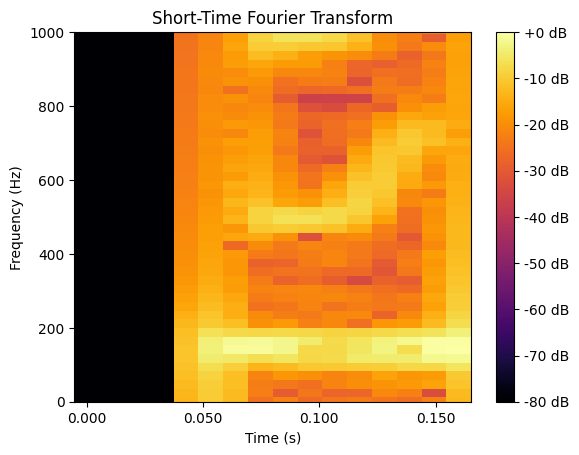 Short-Time Fourier Transform
1000
800
600
400
200
0
Frequency (Hz)
0.000
0.050
0.100
0.150
Time (s)
+0 dB
-10 dB
-20 dB
-30 dB
-40 dB
-50 dB
-60 dB
-70 dB
-80 dB